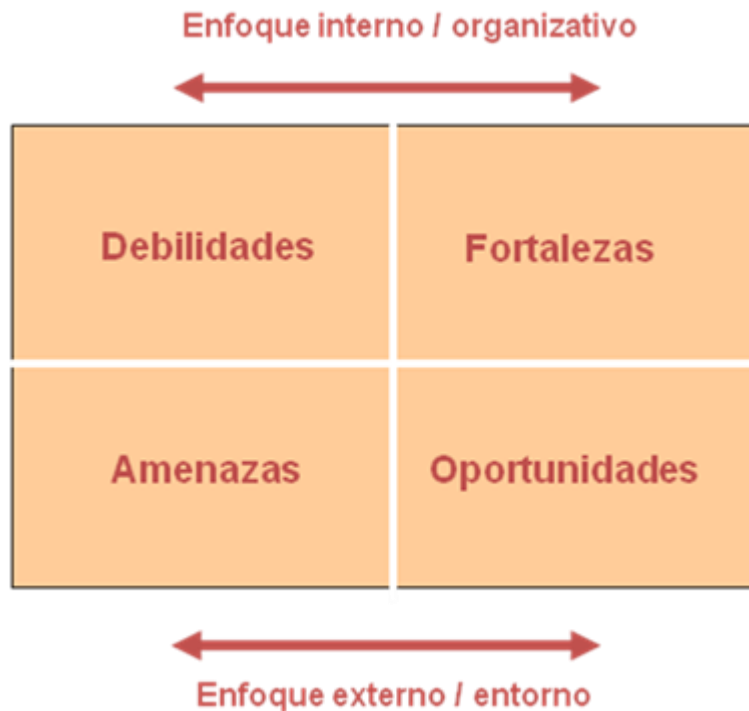 Enfoque interno / organizativo
Debilidades
Fortalezas
Amenazas
Oportunidades
Enfoque externo / entorno